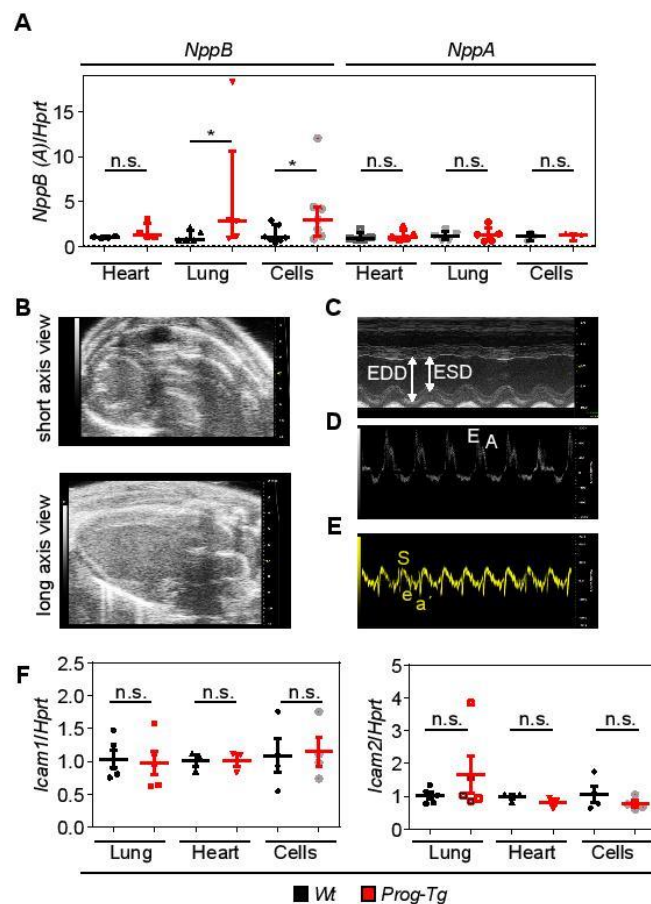 A
NppB NppA
NppB (A)/Hprt
15
10
5
0
n.s. * * n.s. n.s. n.s.
Heart Lung Cells Heart Lung Cells
B
short axis view
long axis view
C
EDD ESD
D
E A
E
S
e
a´
F
Icam1/Hprt
2.5
2.0
1.5
1.0
0.5
0.0
n.s. n.s. n.s.
Lung Heart Cells
Icam2/Hprt
5
4
3
2
1
0
n.s. n.s. n.s.
Lung Heart Cells
Wt Prog-Tg